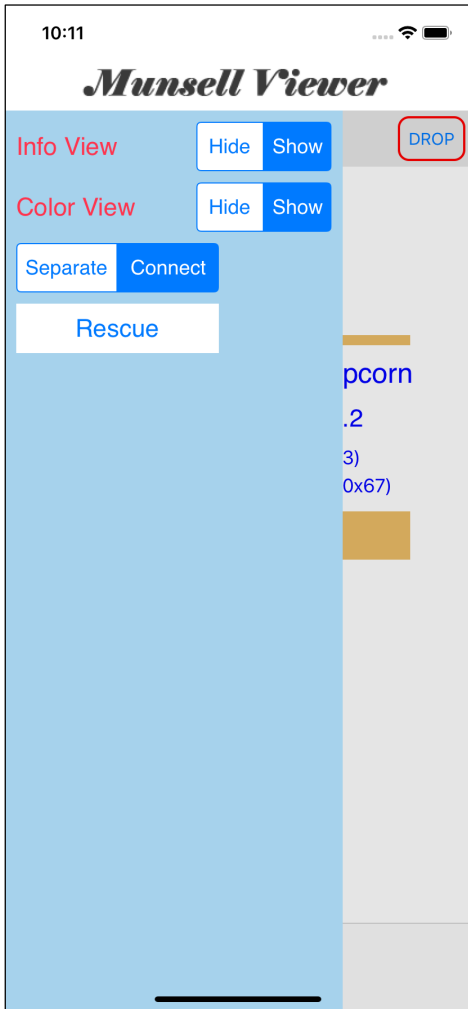 10:11
Munsell Viewer
Info View Hide Show DROP
Color View Hide Show
Separate Connect
Rescue
pcorn
.2
3)
0x67)